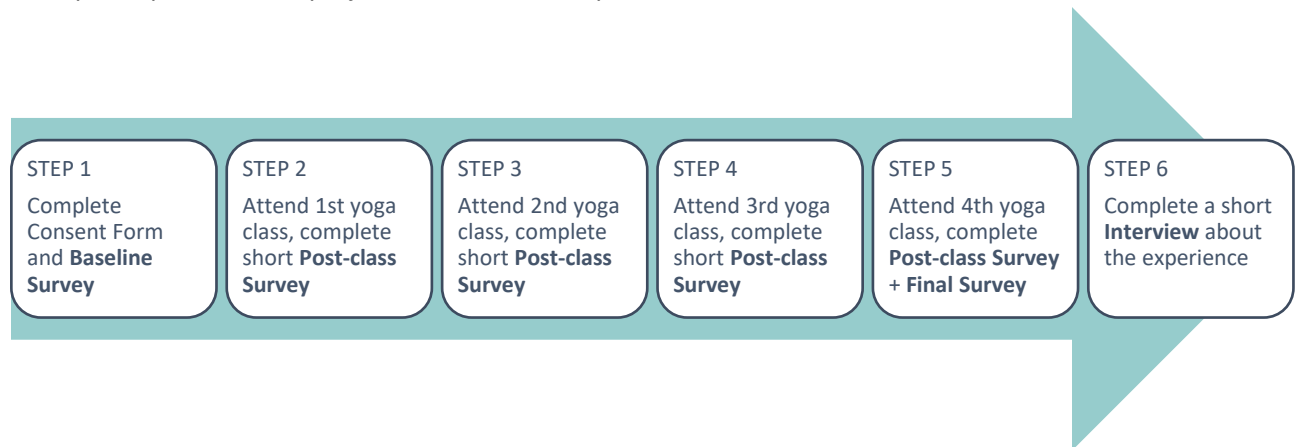 STEP 1
Complete
Consent Form
and Baseline
Survey
STEP 2
Attend 1st yoga
class, complete
short Post-class
Survey
STEP 3
Attend 2nd yoga
class, complete
short Post-class
Survey
STEP 4
Attend 3rd yoga
class, complete
short Post-class
Survey
STEP 5
Attend 4th yoga
class, complete
Post-class Survey
+ Final Survey
STEP 6
Complete a short
Interview about
the experience